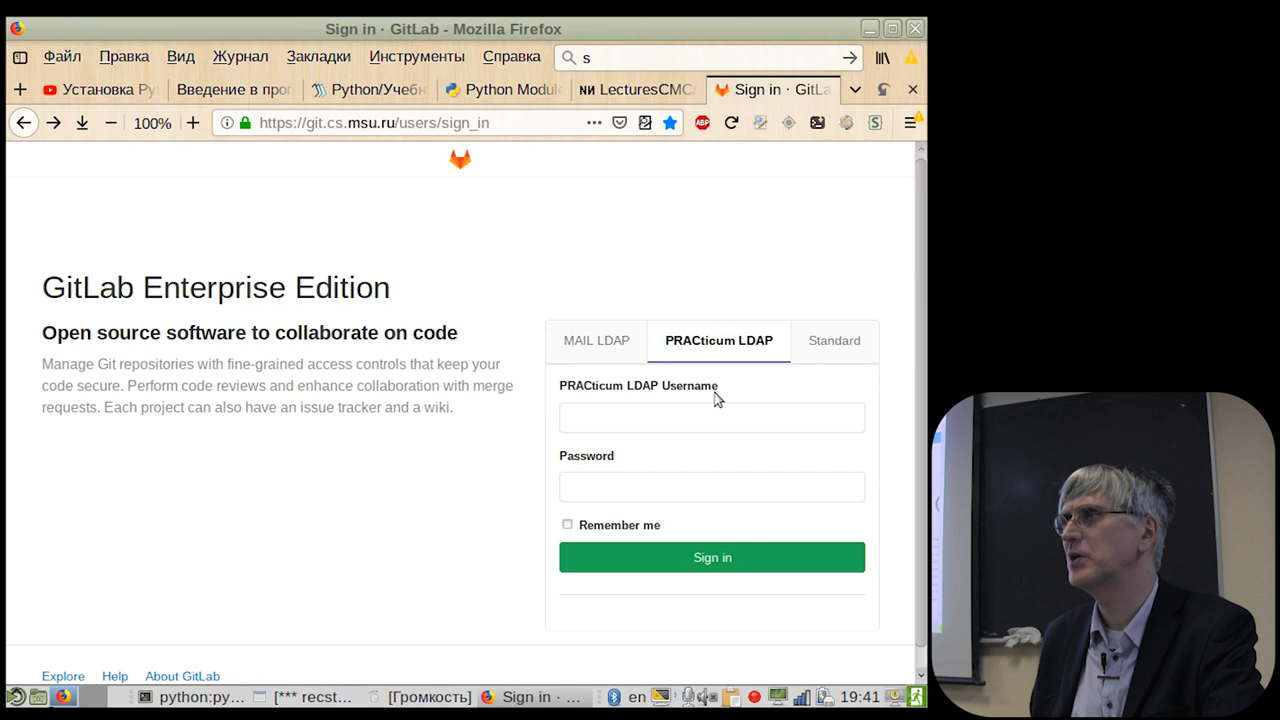 Sign in · GitLab - Mozilla Firefox
Файл Правка Вид Журнал Закладки Инструменты Справка s
Установка Py Введение в прог Python/Учебн Python Module LecturesCMC/ Sign in · GitLa
100% https://git.cs.msu.ru/users/sign_in ABP
GitLab Enterprise Edition
Open source software to collaborate on code
Manage Git repositories with fine-grained access controls that keep your
code secure. Perform code reviews and enhance collaboration with merge
requests. Each project can also have an issue tracker and a wiki.
MAIL LDAP PRACticum LDAP Standard
PRACticum LDAP Username
Password
Remember me
Sign in
Explore Help About GitLab
python:py... [*** recst... [Громкость] Sign in · ... en 19:41